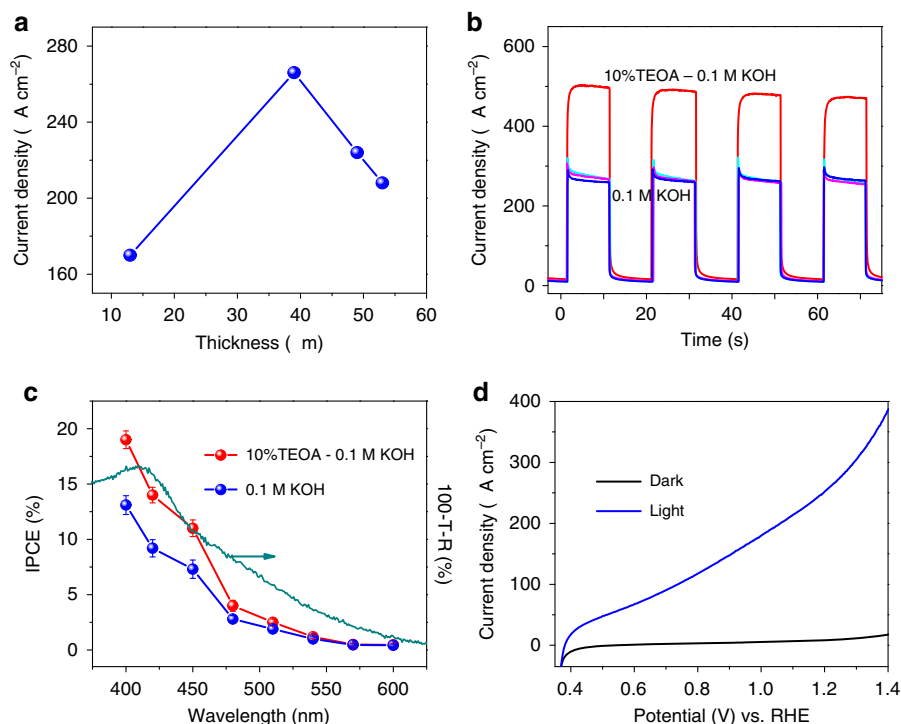 a
Current density ( A cm−2)
280
240
200
160
10 20 30 40 50 60
Thickness ( m)
b
Current density ( A cm−2)
600
400
200
0
10%TEOA – 0.1 M KOH
0.1 M KOH
0 20 40 60
Time (s)
c
IPCE (%)
20
15
10
5
0
10%TEOA - 0.1 M KOH
0.1 M KOH
100-T-R (%)
400 450 500 550 600
Wavelength (nm)
d
Current density ( A cm−2)
400
300
200
100
0
Dark
Light
0.4 0.6 0.8 1.0 1.2 1.4
Potential (V) vs. RHE